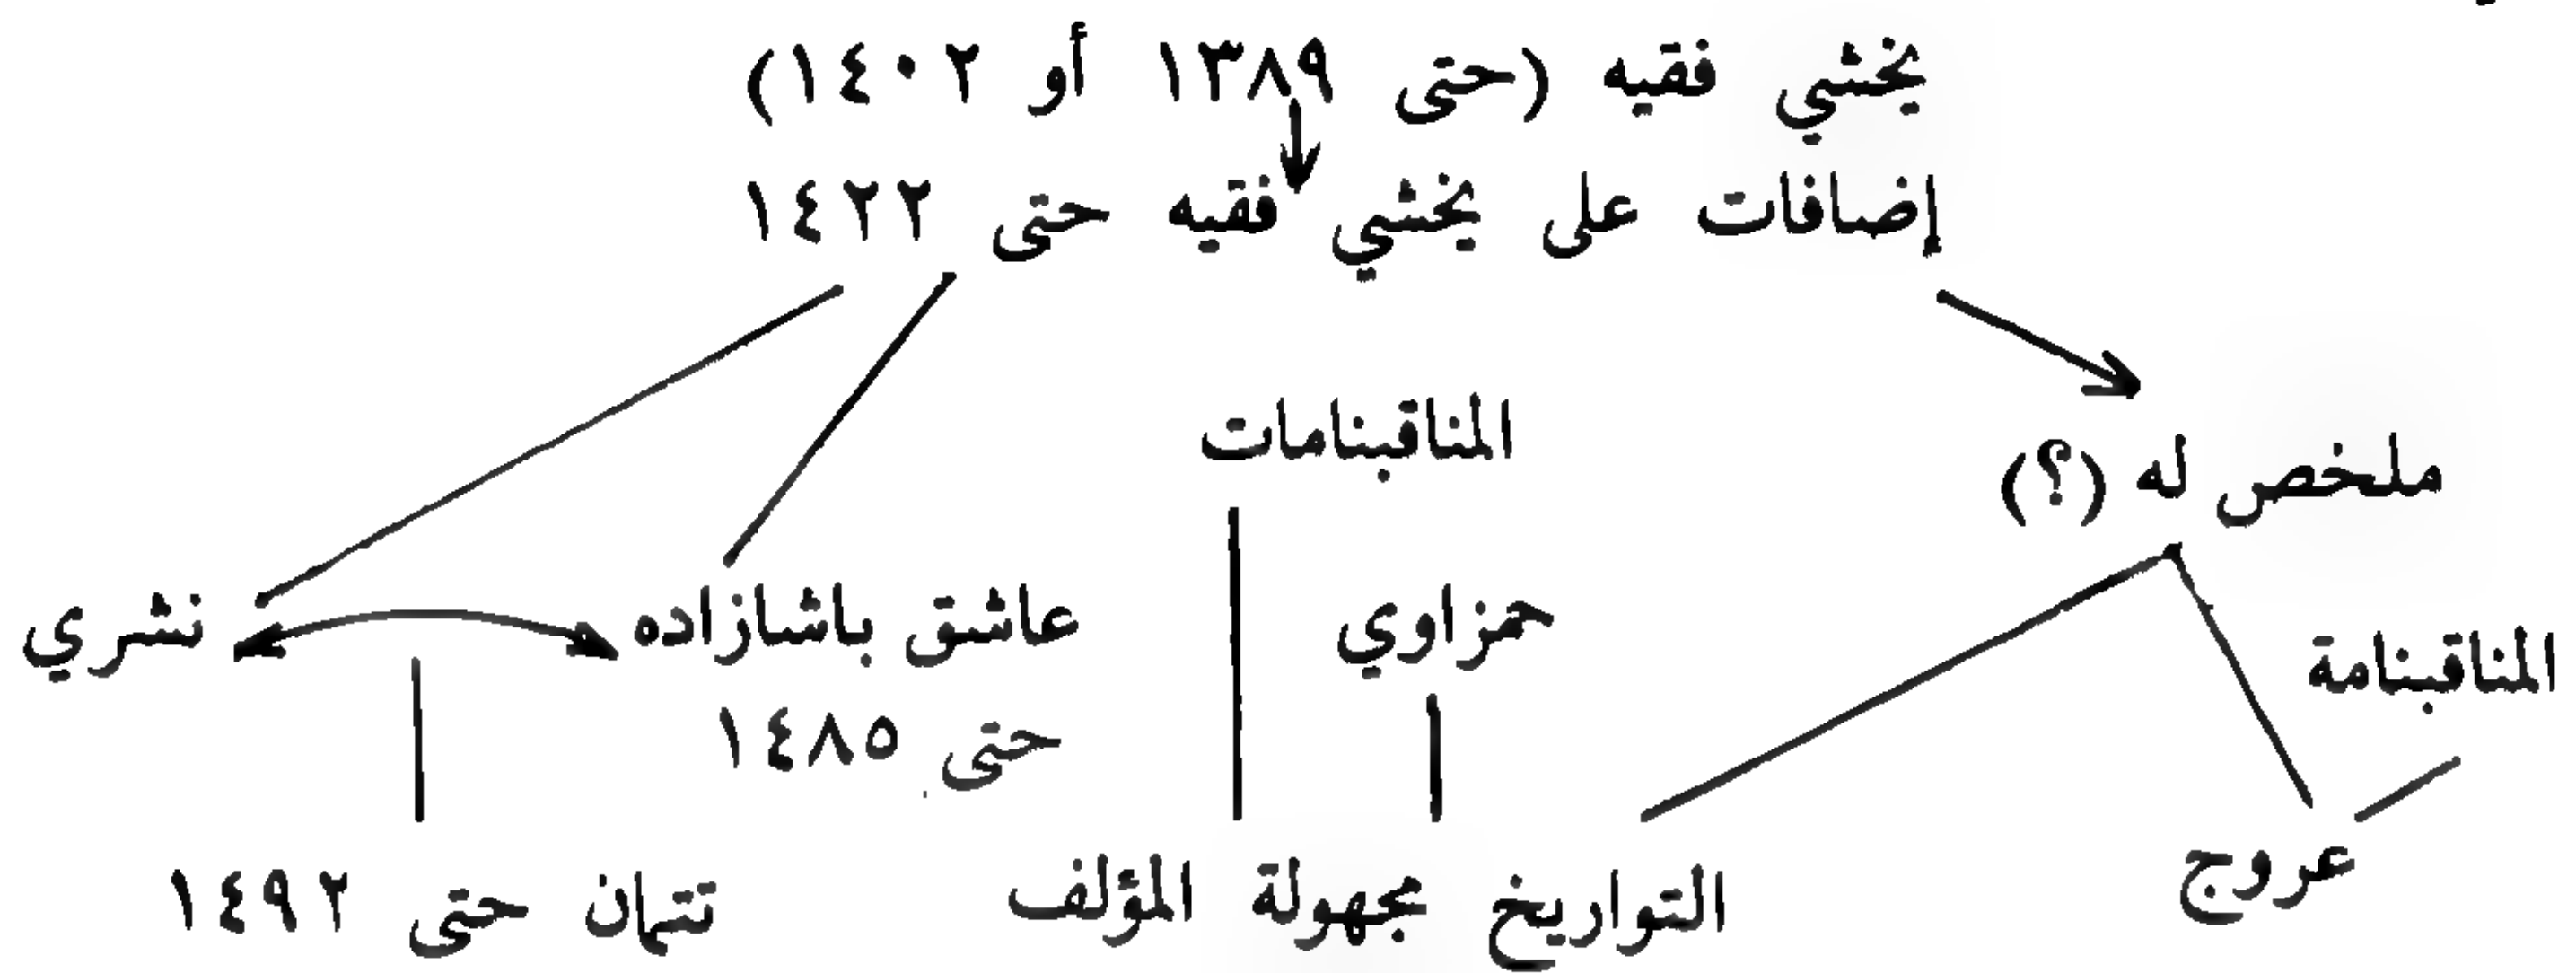 يخشي فقيه (حتى ١٣٨٩ أو ١٤٠٢)
إضافات على يخشي فقيه حتى ١٤٢٢
المناقبنامات
ملخص له (؟)
حمزاوي
عاشق باشازاده
نشري
المناقبنامة
حتى ١٤٨٥
عروج
التواريخ مجهولة المؤلف
تتمان حتى ١٤٩٢